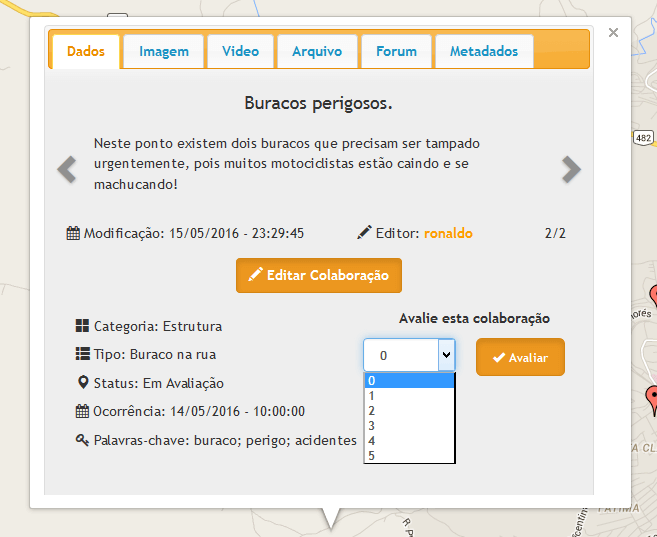 Dados Imagem Video Arquivo Forum Metadados
Buracos perigosos.
Neste ponto existem dois buracos que precisam ser tampado
urgentemente, pois muitos motociclistas estão caindo e se
machucando!
482
Modificação: 15/05/2016 - 23:29:45 Editor: ronaldo 2/2
Editar Colaboração
Categoria: Estrutura
Avalie esta colaboração
Tipo: Buraco na rua
0
Avaliar
Status: Em Avaliação
Ocorrência: 14/05/2016 - 10:00:00
Palavras-chave: buraco; perigo; acidentes
0
1
2
3
4
5
FÁTIMA